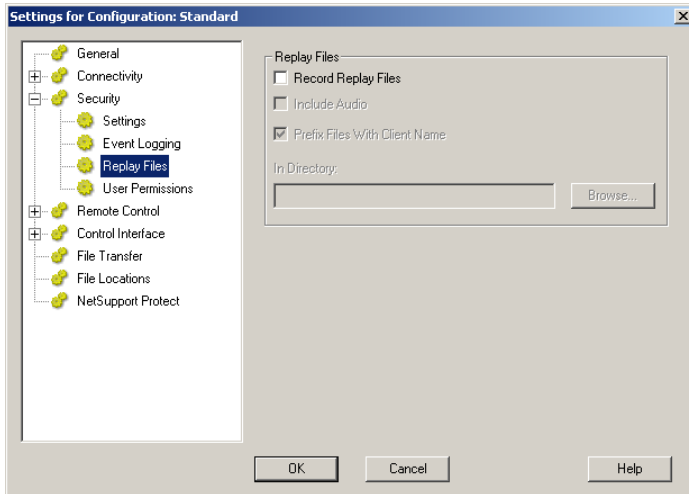 Settings for Configuration: Standard
General
Connectivity
Security
Settings
Event Logging
Replay Files
User Permissions
Remote Control
Control Interface
File Transfer
File Locations
NetSupport Protect
Replay Files
Record Replay Files
Include Audio
Prefix Files With Client Name
In Directory:
Browse...
OK
Cancel
Help